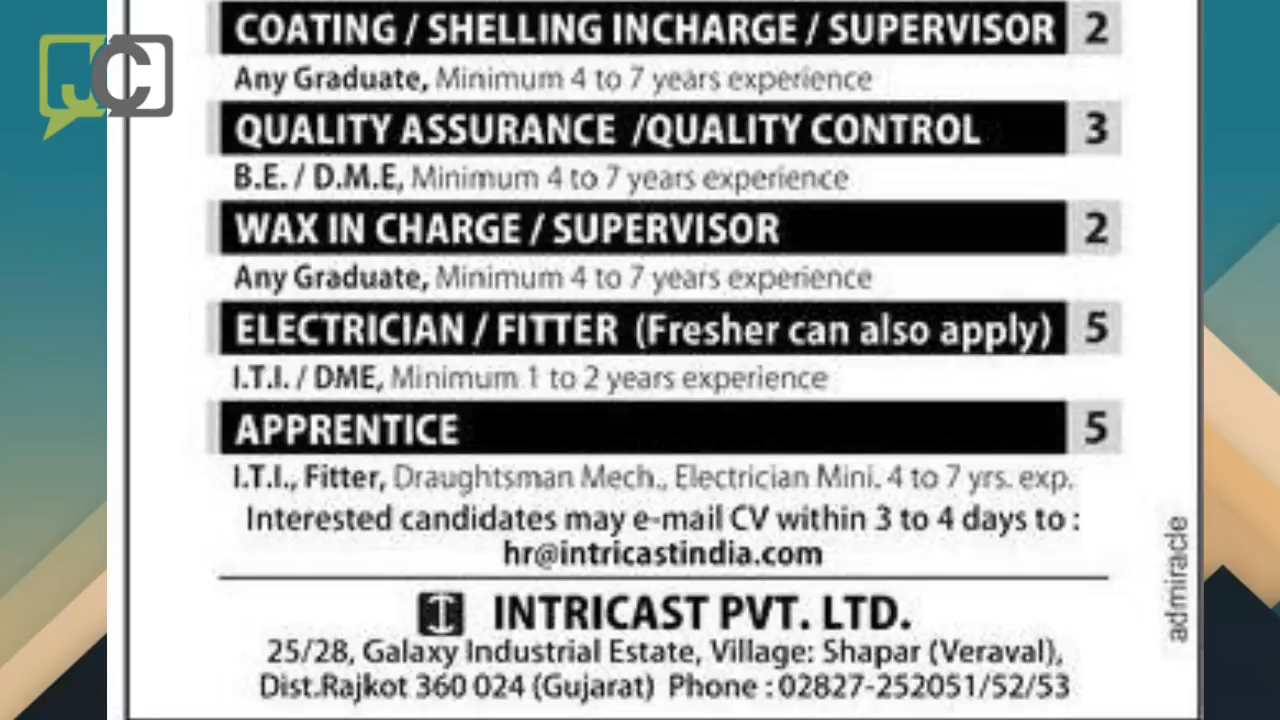 JC
COATING / SHELLING INCHARGE / SUPERVISOR 2
Any Graduate, Minimum 4 to 7 years experience
QUALITY ASSURANCE /QUALITY CONTROL 3
B.E. / D.M.E, Minimum 4 to 7 years experience
WAX IN CHARGE / SUPERVISOR 2
Any Graduate, Minimum 4 to 7 years experience
ELECTRICIAN / FITTER (Fresher can also apply) 5
I.T.I. / DME, Minimum 1 to 2 years experience
APPRENTICE 5
I.T.I., Fitter, Draughtsman Mech., Electrician Mini. 4 to 7 yrs. exp.
Interested candidates may e-mail CV within 3 to 4 days to :
hr@intricastindia.com
INTRICAST PVT. LTD.
25/28, Galaxy Industrial Estate, Village: Shapar (Veraval),
Dist.Rajkot 360 024 (Gujarat) Phone : 02827-252051/52/53
admiracle